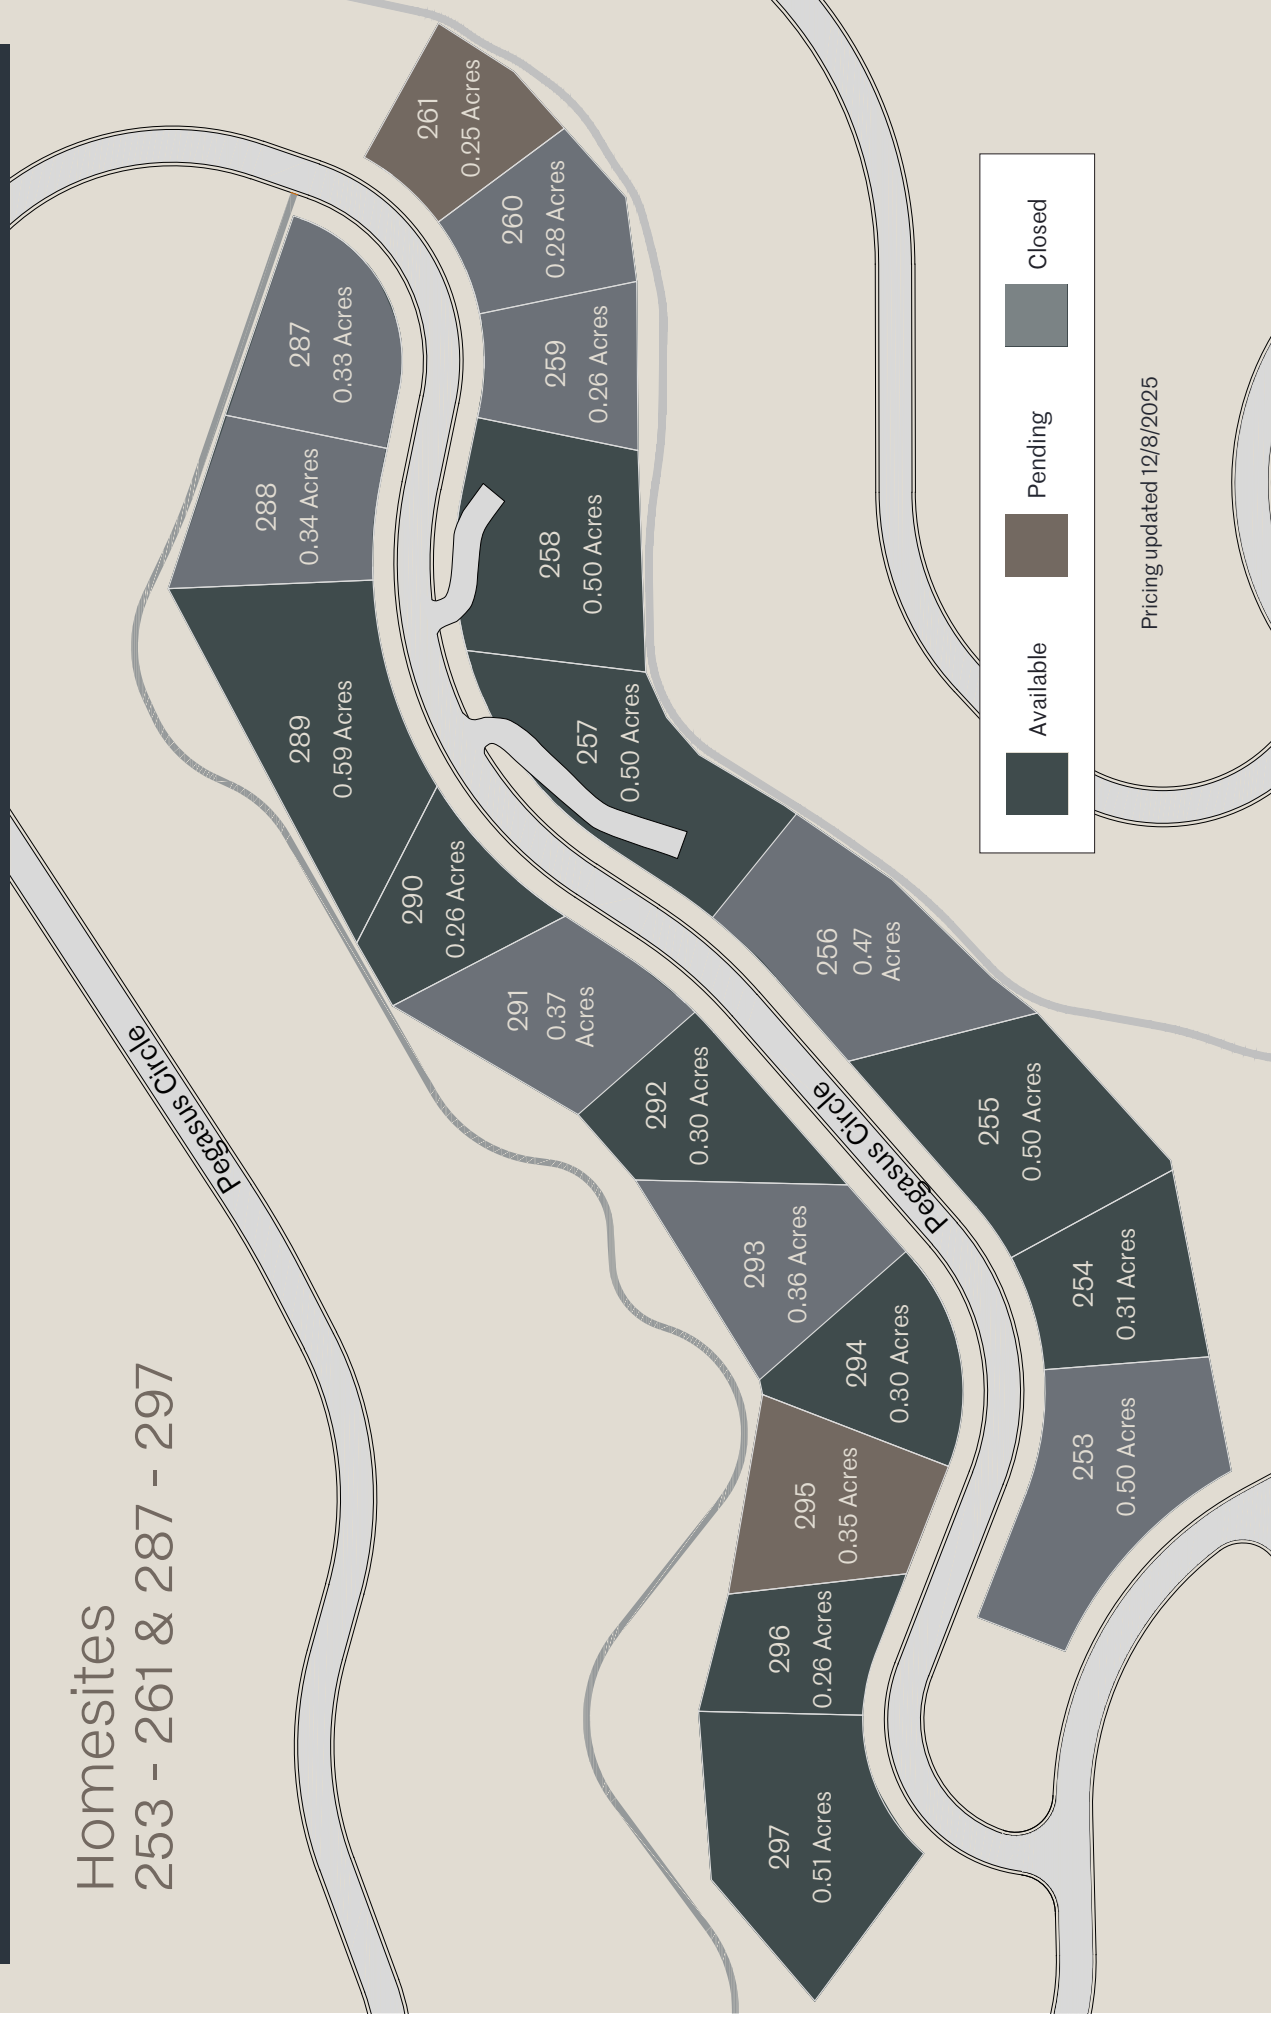 Homesites
253 - 261 & 287 - 297
Pegasus Circle
297
0.51 Acres
296
0.26 Acres
295
0.35 Acres
294
0.30 Acres
293
0.36 Acres
292
0.30 Acres
291
0.37
Acres
290
0.26 Acres
289
0.59 Acres
288
0.34 Acres
287
0.33 Acres
Pegasus Circle
253
0.50 Acres
254
0.31 Acres
255
0.50 Acres
256
0.47
Acres
257
0.50 Acres
258
0.50 Acres
259
0.26 Acres
260
0.28 Acres
261
0.25 Acres
Available
Pending
Closed
Pricing updated 12/8/2025